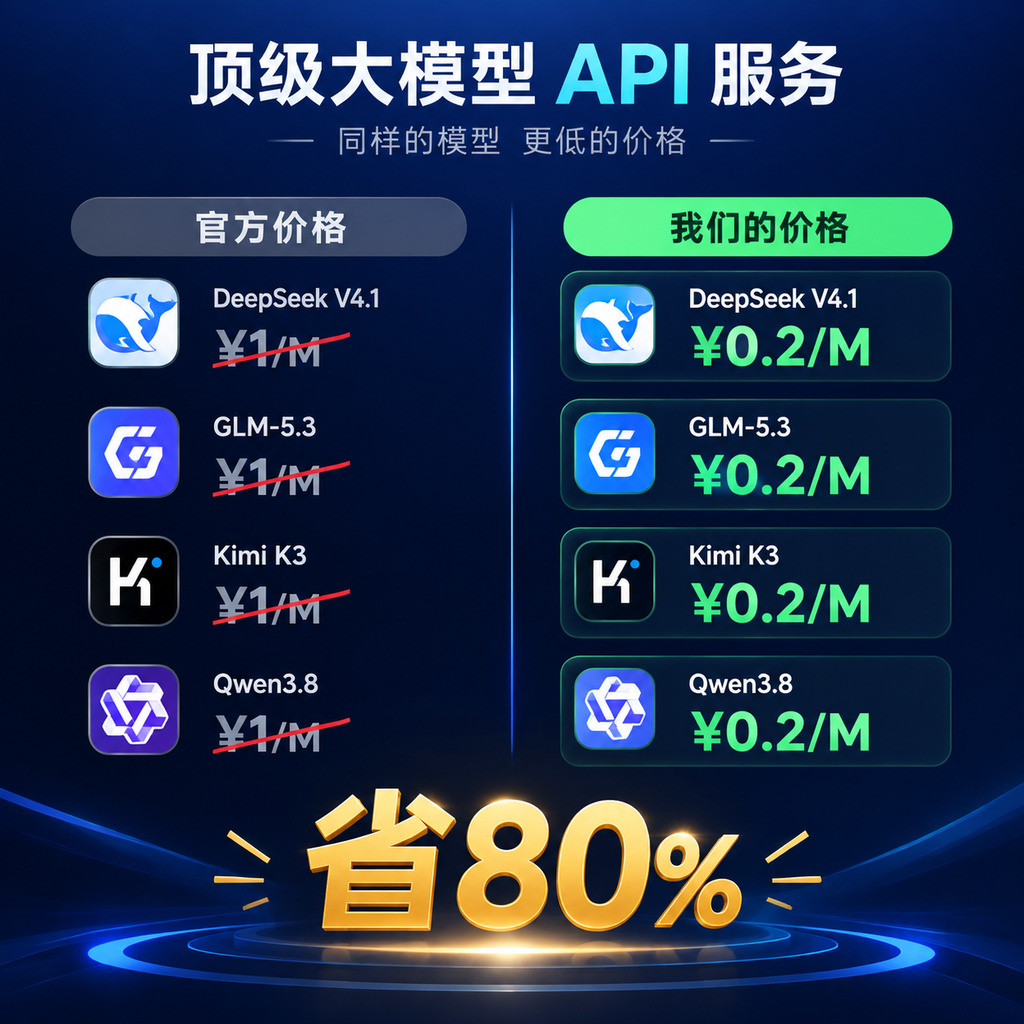 顶级大模型 API 服务
同样的模型 更低的价格
官方价格
DeepSeek V4.1
¥1/M
GLM-5.3
¥1/M
Kimi K3
¥1/M
Qwen3.8
¥1/M
我们的价格
DeepSeek V4.1
¥0.2/M
GLM-5.3
¥0.2/M
Kimi K3
¥0.2/M
Qwen3.8
¥0.2/M
省80%